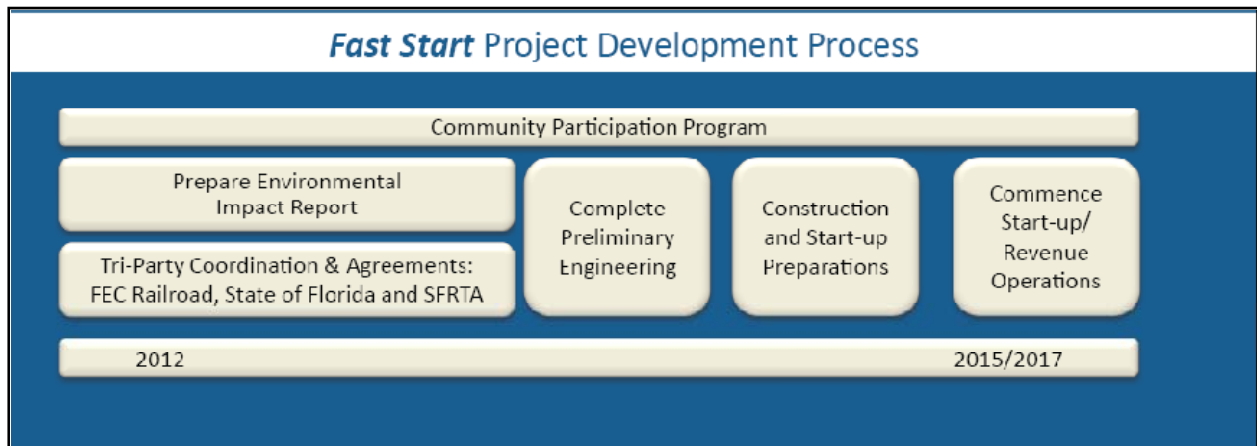 Fast Start Project Development Process
Community Participation Program
Prepare Environmental
Impact Report
Tri-Party Coordination & Agreements:
FEC Railroad, State of Florida and SFRTA
Complete
Preliminary
Engineering
Construction
and Start-up
Preparations
Commence
Start-up/
Revenue
Operations
2012
2015/2017